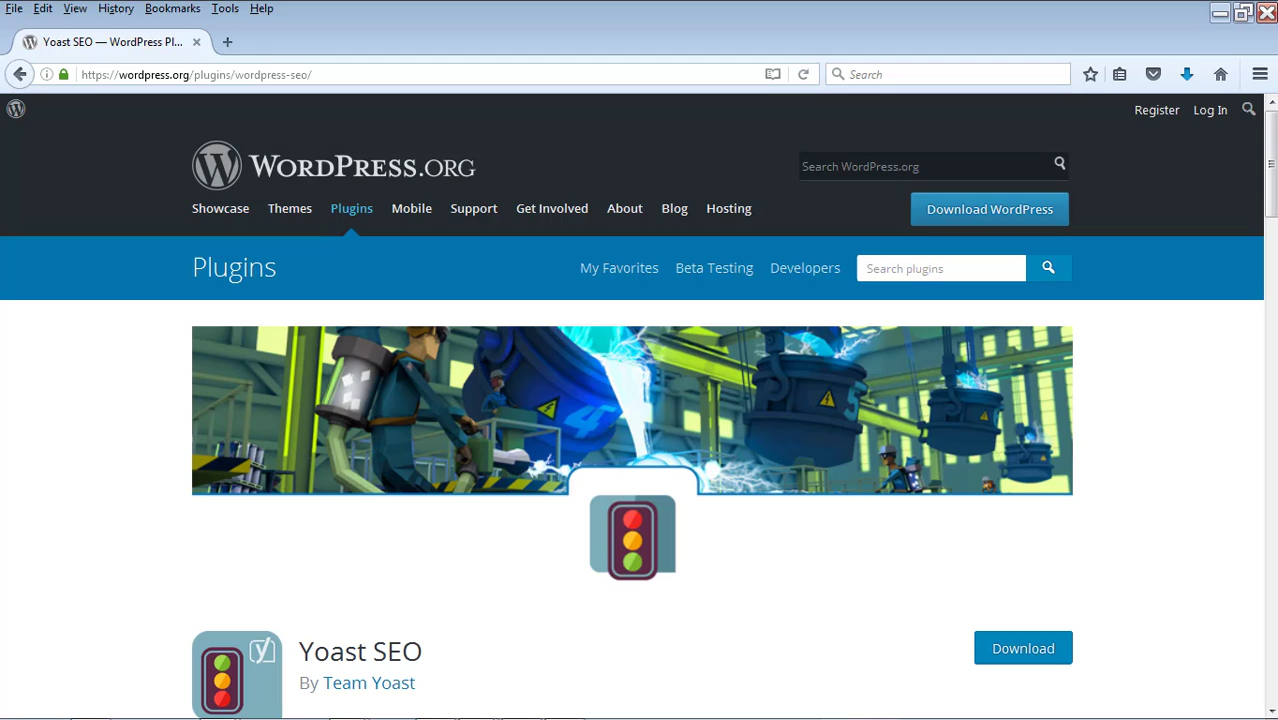 File Edit View History Bookmarks Tools Help
Yoast SEO — WordPress Pl...
https://wordpress.org/plugins/wordpress-seo/
Search
Register Log In
WORDPRESS.ORG
Search WordPress.org
Showcase Themes Plugins Mobile Support Get Involved About Blog Hosting
Download WordPress
Plugins
My Favorites Beta Testing Developers
Search plugins
4
5
Yoast SEO
Download
By Team Yoast